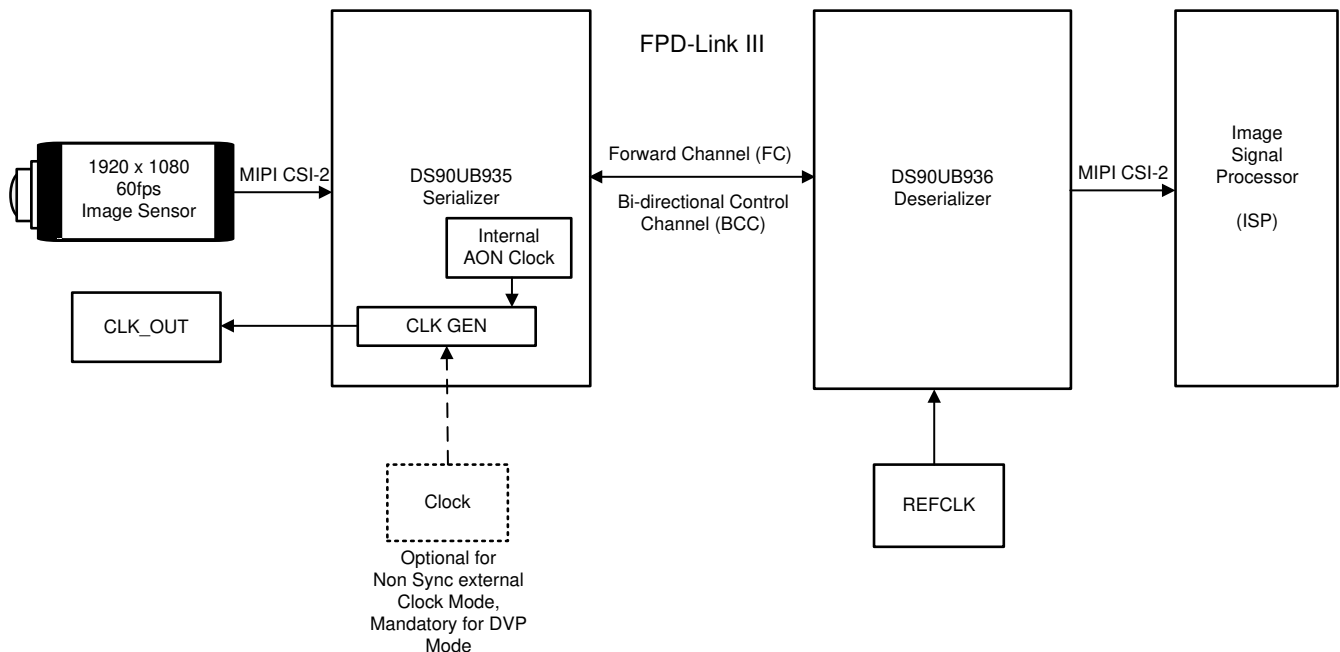 FPD-Link III
1920 x 1080
60fps
Image Sensor
MIPI CSI-2
DS90UB935
Serializer
Internal
AON Clock
CLK GEN
CLK_OUT
Clock
Optional for
Non Sync external
Clock Mode,
Mandatory for DVP
Mode
Forward Channel (FC)
Bi-directional Control
Channel (BCC)
DS90UB936
Deserializer
REFCLK
MIPI CSI-2
Image
Signal
Processor
(ISP)